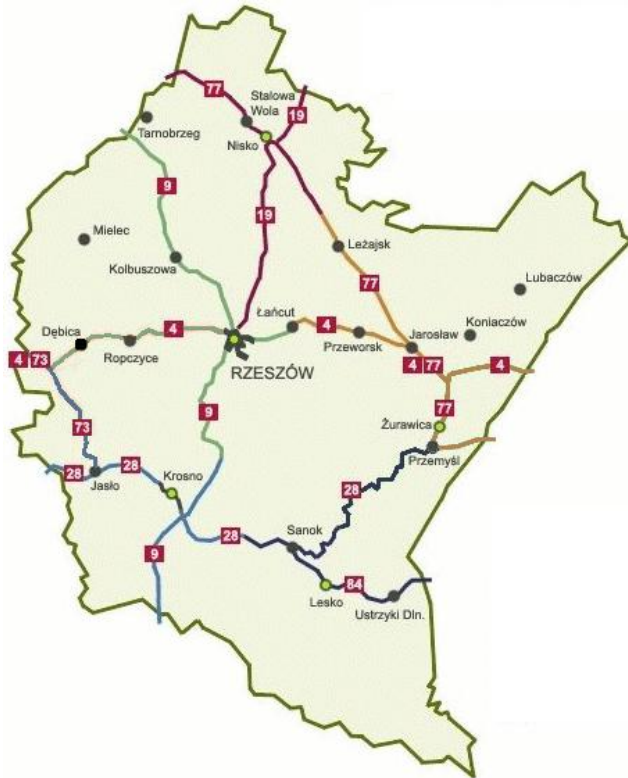 77
Stalowa
Wola
19
Tarnobrzeg
Nisko
9
19
Mielec
Leżajsk
Kolbuszowa
77
Lubaczów
Łańcut
Dębica
4
4
Koniaczów
Przeworsk
Jarosław
4 73
Ropczyce
RZESZÓW
4 77
4
9
77
73
Żurawica
Przemyśl
28
28
Krosno
Jasło
28
Sanok
28
9
84
Lesko
Ustrzyki Dln.